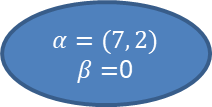 α = (7, 2)
β =0